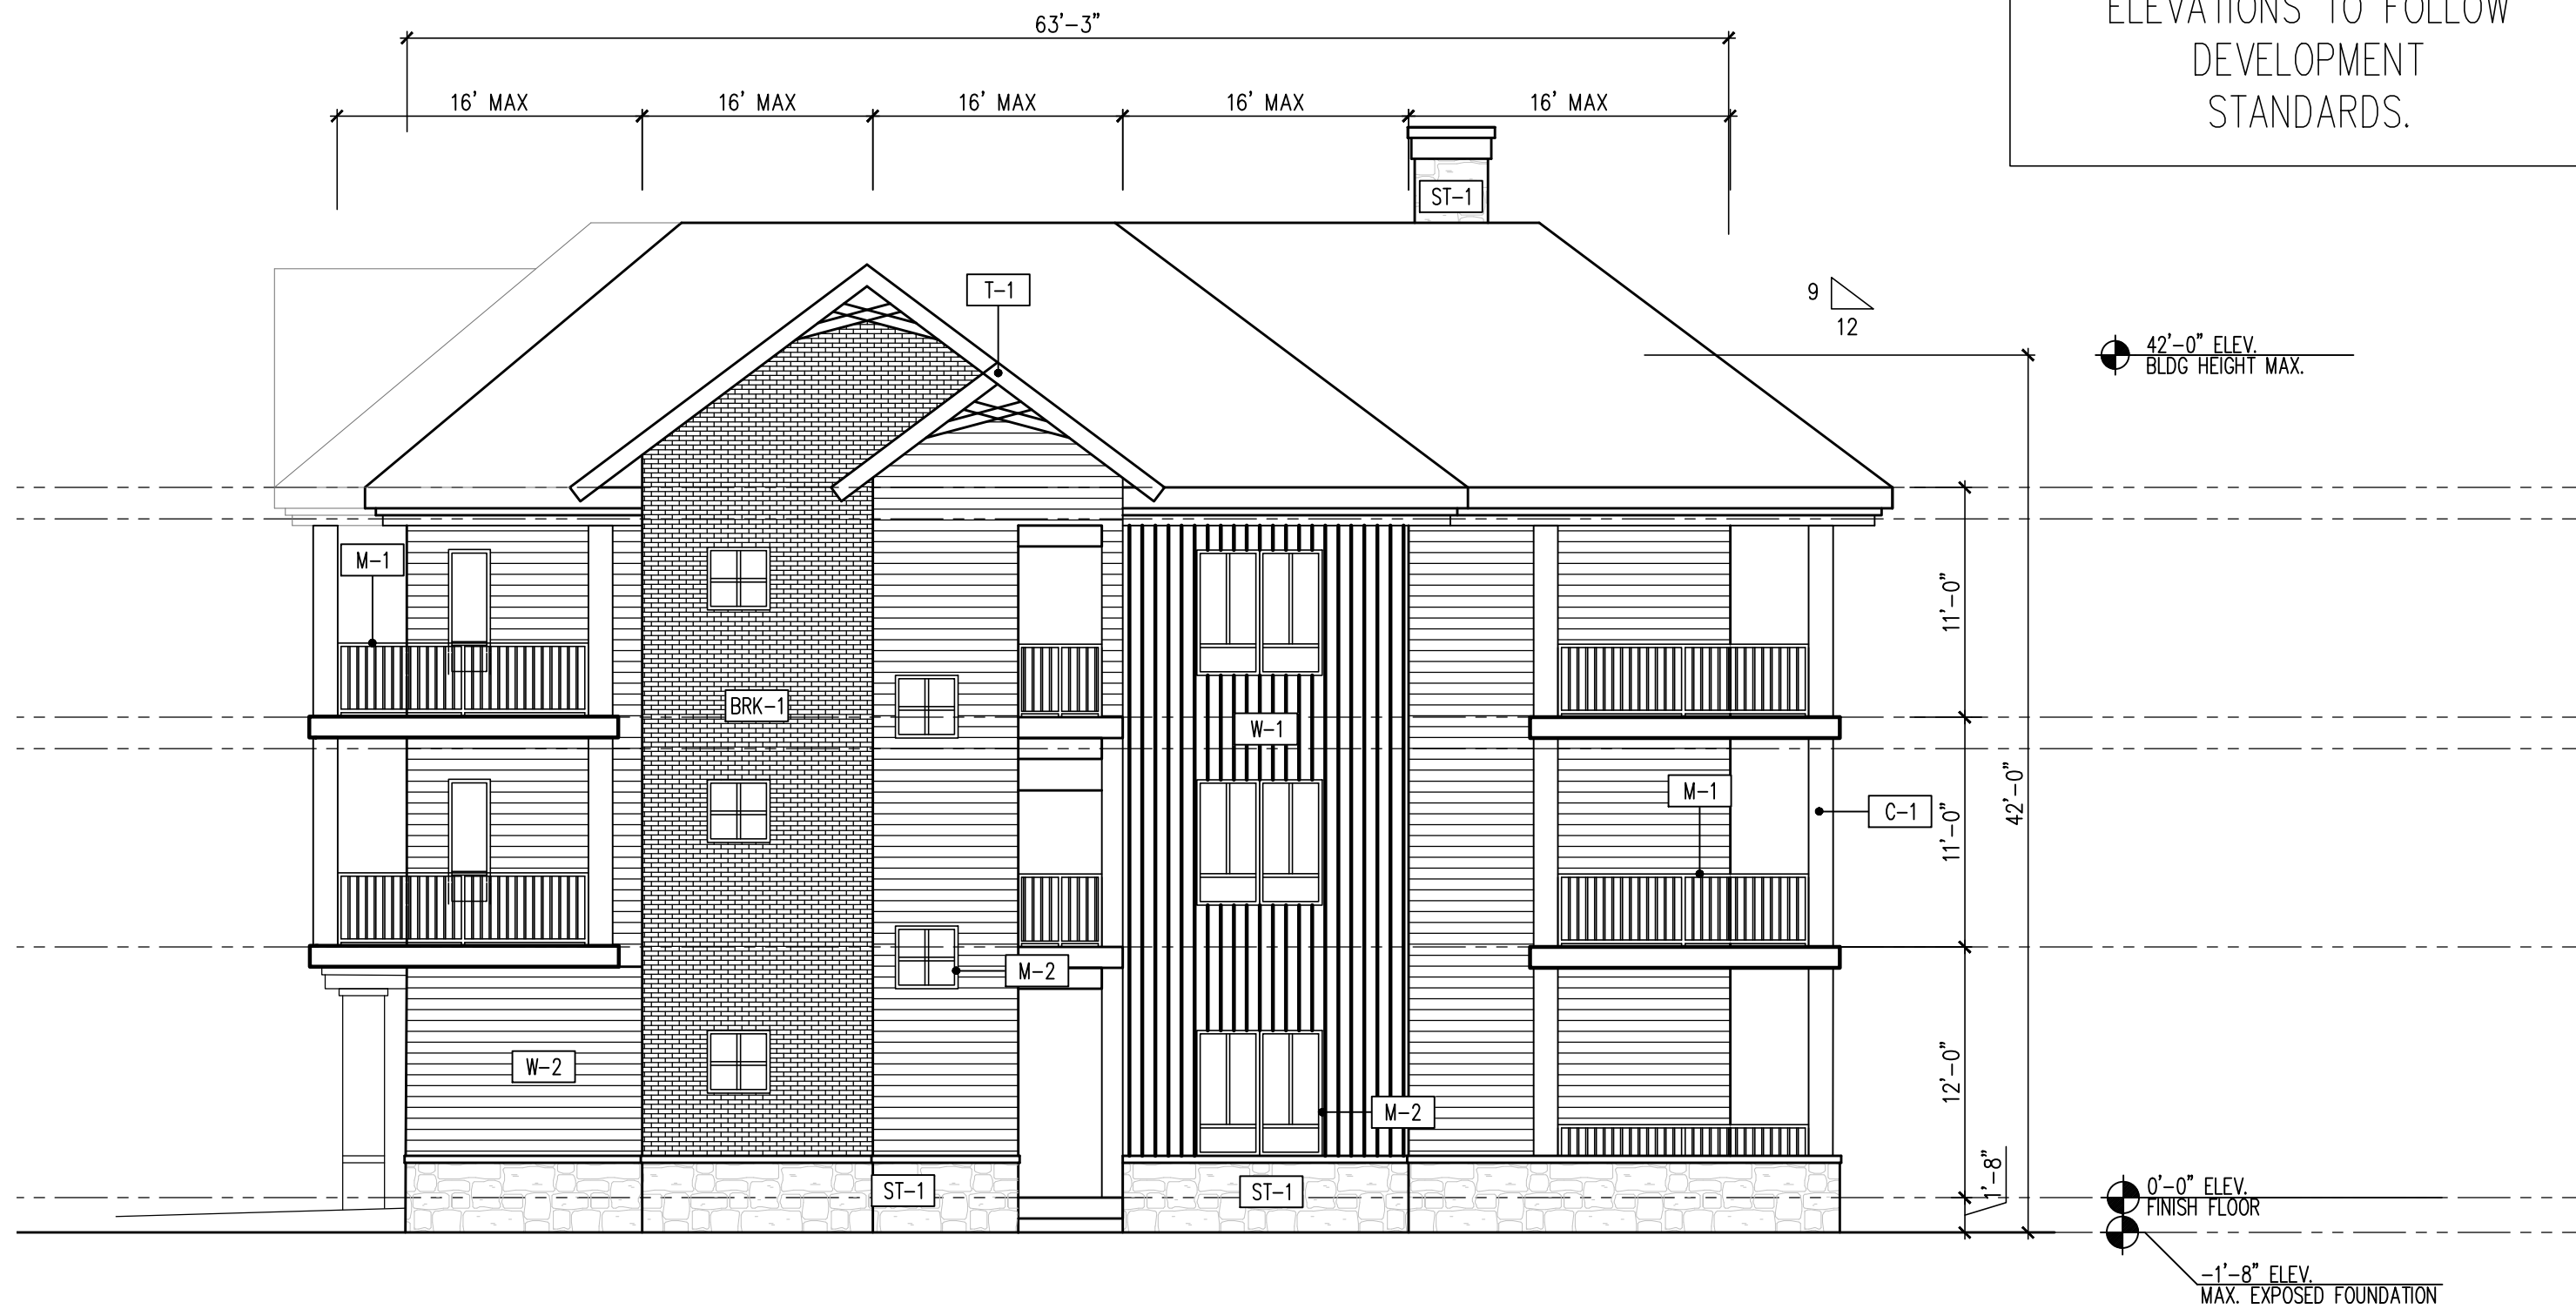 63'-3"
ELEVATIONS TO FOLLOW
DEVELOPMENT
STANDARDS.
16' MAX
16' MAX
16' MAX
16' MAX
16' MAX
ST-1
T-1
9
12
42'-0" ELEV.
BLDG HEIGHT MAX.
M-1
11'-0"
BRK-1
W-1
M-1
C-1
11'-0"
42'-0"
M-2
W-2
M-2
12'-0"
ST-1
ST-1
1'-8"
0'-0" ELEV.
FINISH FLOOR
-1'-8" ELEV.
MAX. EXPOSED FOUNDATION